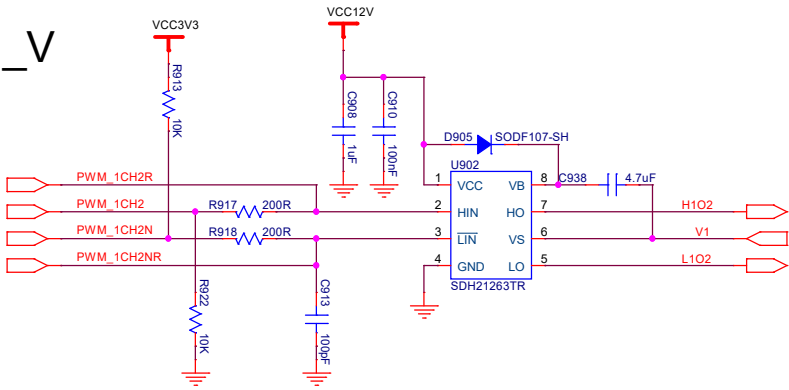 _V
VCC3V3
VCC12V
R913
10K
C908
1uF
C910
100nF
D905
SODF107-SH
U902
PWM_1CH2R
PWM_1CH2
R917
200R
PWM_1CH2N
R918
200R
PWM_1CH2NR
1
VCC
VB
8
C938
4.7uF
2
HIN
HO
7
H1O2
3
LIN
VS
6
V1
4
GND
LO
5
L1O2
SDH21263TR
R922
10K
C913
100pF